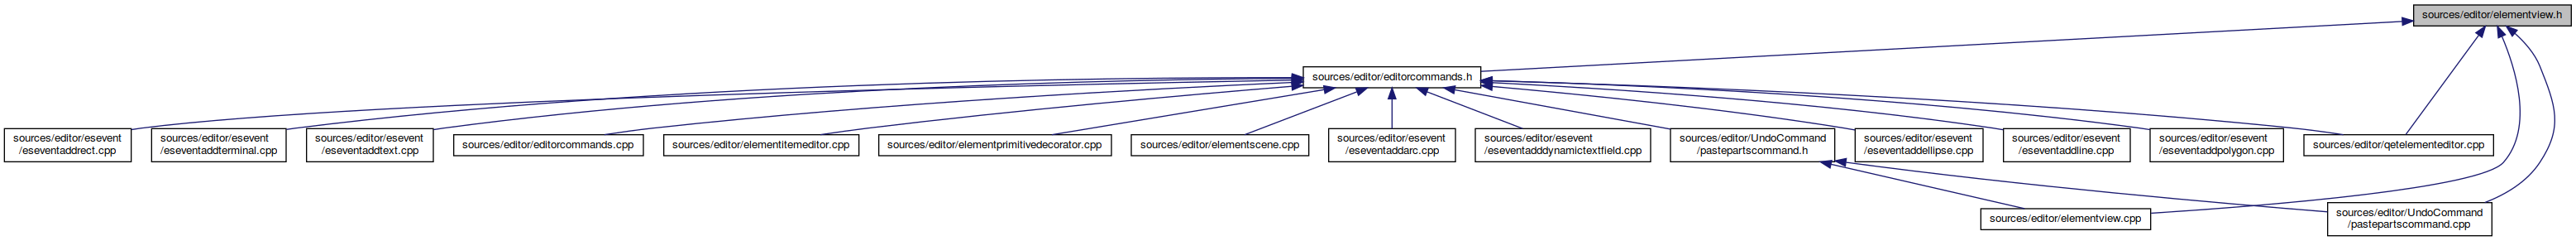 sources/editor/elementview.h
sources/editor/editorcommands.h
sources/editor/esevent
/eseventaddrect.cpp
sources/editor/esevent
/eseventaddterminal.cpp
sources/editor/esevent
/eseventaddtext.cpp
sources/editor/editorcommands.cpp
sources/editor/elementitemeditor.cpp
sources/editor/elementprimitivedecorator.cpp
sources/editor/elementscene.cpp
sources/editor/esevent
/eseventaddarc.cpp
sources/editor/esevent
/eseventadddynamictextfield.cpp
sources/editor/UndoCommand
/pastepartscommand.h
sources/editor/esevent
/eseventaddellipse.cpp
sources/editor/esevent
/eseventaddline.cpp
sources/editor/esevent
/eseventaddpolygon.cpp
sources/editor/qetelementeditor.cpp
sources/editor/elementview.cpp
sources/editor/UndoCommand
/pastepartscommand.cpp